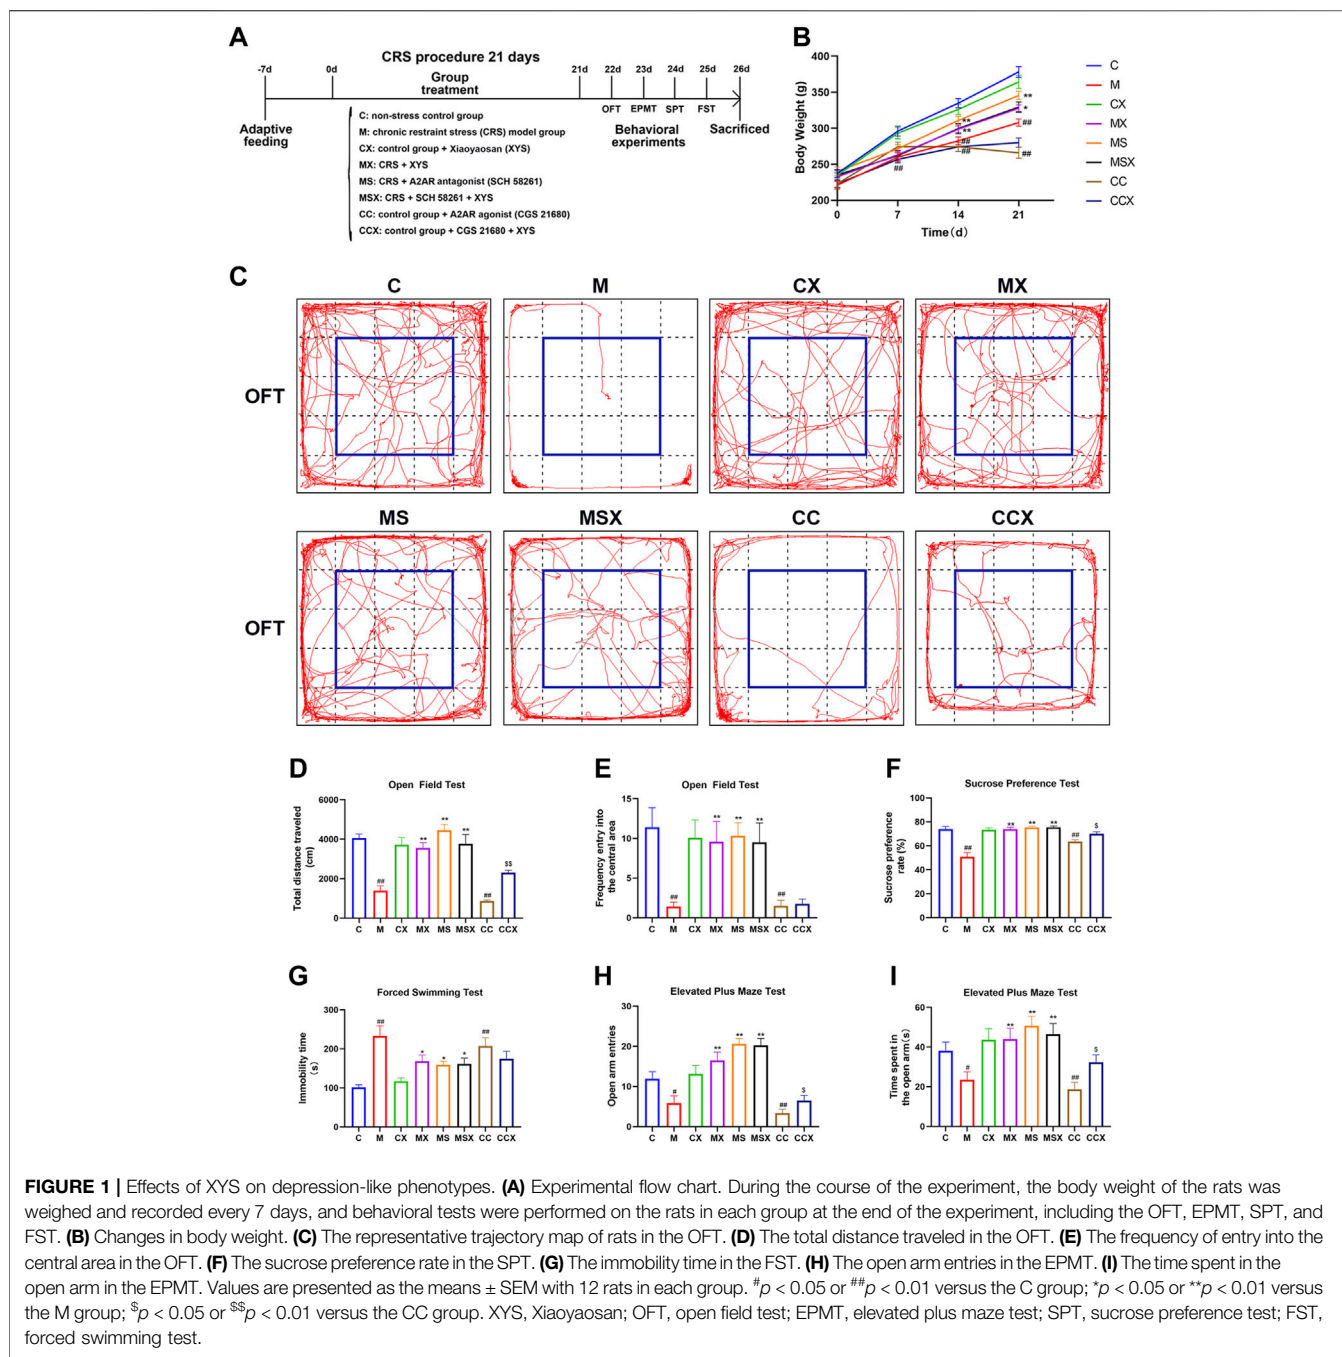 A
CRS procedure 21 days
-7d 0d Group treatment 21d 22d 23d 24d 25d 26d
OFT EPMT SPT FST
Adaptive feeding
Behavioral experiments
Sacrificed
C: non-stress control group
M: chronic restraint stress (CRS) model group
CX: control group + Xiaoyaosan (XYS)
MX: CRS + XYS
MS: CRS + A2AR antagonist (SCH 58261)
MSX: CRS + SCH 58261 + XYS
CC: control group + A2AR agonist (CGS 21680)
CCX: control group + CGS 21680 + XYS
B
Body Weight (g)
400
350
300
250
200
0 7 14 21
Time(d)
** * ## ##
** ** ## ##
##
C
M
CX
MX
MS
MSX
CC
CCX
C
C M CX MX
OFT
MS MSX CC CCX
OFT
D
Open Field Test
Total distance traveled (cm)
6000
4000
2000
0
## ** ** ** ## $$
C M CX MX MS MSX CC CCX
E
Open Field Test
Frequency entry into the central area
15
10
5
0
## ** ** ** ##
C M CX MX MS MSX CC CCX
F
Sucrose Preference Test
Sucrose preference rate (%)
100
80
60
40
20
0
## ** ** ** ## $
C M CX MX MS MSX CC CCX
G
Forced Swimming Test
Immobility time (s)
300
200
100
0
## * * * ##
C M CX MX MS MSX CC CCX
H
Elevated Plus Maze Test
Open arm entries
30
20
10
0
# ** ** ** ## $
C M CX MX MS MSX CC CCX
I
Elevated Plus Maze Test
Time spent in the open arm(s)
60
40
20
0
# ** ** ** ## $
C M CX MX MS MSX CC CCX
FIGURE 1 | Effects of XYS on depression-like phenotypes. (A) Experimental flow chart. During the course of the experiment, the body weight of the rats was
weighed and recorded every 7 days, and behavioral tests were performed on the rats in each group at the end of the experiment, including the OFT, EPMT, SPT, and
FST. (B) Changes in body weight. (C) The representative trajectory map of rats in the OFT. (D) The total distance traveled in the OFT. (E) The frequency of entry into the
central area in the OFT. (F) The sucrose preference rate in the SPT. (G) The immobility time in the FST. (H) The open arm entries in the EPMT. (I) The time spent in the
open arm in the EPMT. Values are presented as the means ± SEM with 12 rats in each group. #p < 0.05 or ##p < 0.01 versus the C group; *p < 0.05 or **p < 0.01 versus
the M group; $p < 0.05 or $$p < 0.01 versus the CC group. XYS, Xiaoyaosan; OFT, open field test; EPMT, elevated plus maze test; SPT, sucrose preference test; FST,
forced swimming test.